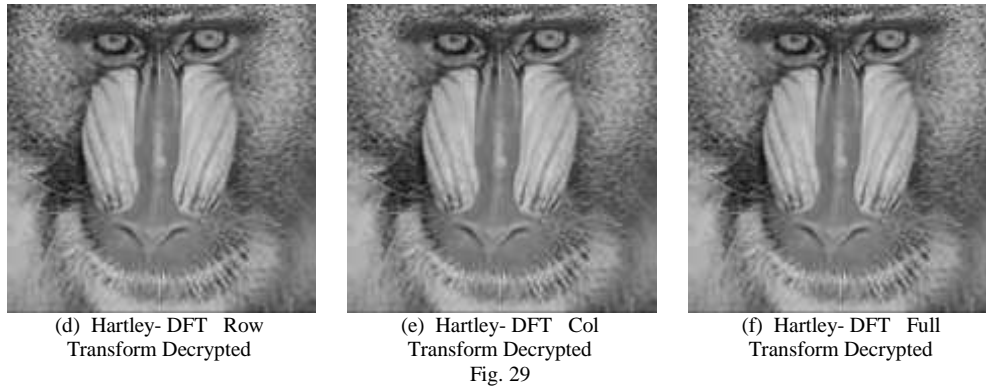 (d) Hartley- DFT Row
Transform Decrypted
(e) Hartley- DFT Col
Transform Decrypted
(f) Hartley- DFT Full
Transform Decrypted
Fig. 29